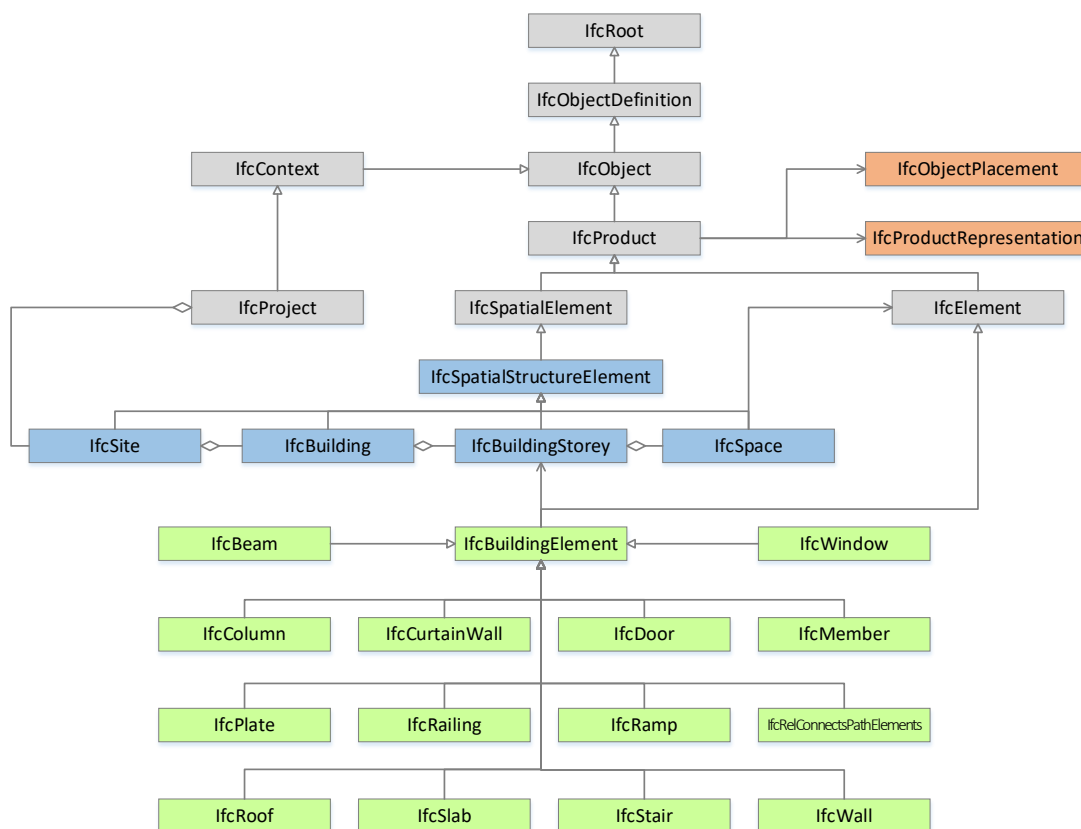 IfcRoot
IfcObjectDefinition
IfcContext
IfcObject
IfcObjectPlacement
IfcProduct
IfcProductRepresentation
IfcProject
IfcSpatialElement
IfcElement
IfcSpatialStructureElement
IfcSite
IfcBuilding
IfcBuildingStorey
IfcSpace
IfcBeam
IfcBuildingElement
IfcWindow
IfcColumn
IfcCurtainWall
IfcDoor
IfcMember
IfcPlate
IfcRailing
IfcRamp
IfcRelConnectsPathElements
IfcRoof
IfcSlab
IfcStair
IfcWall